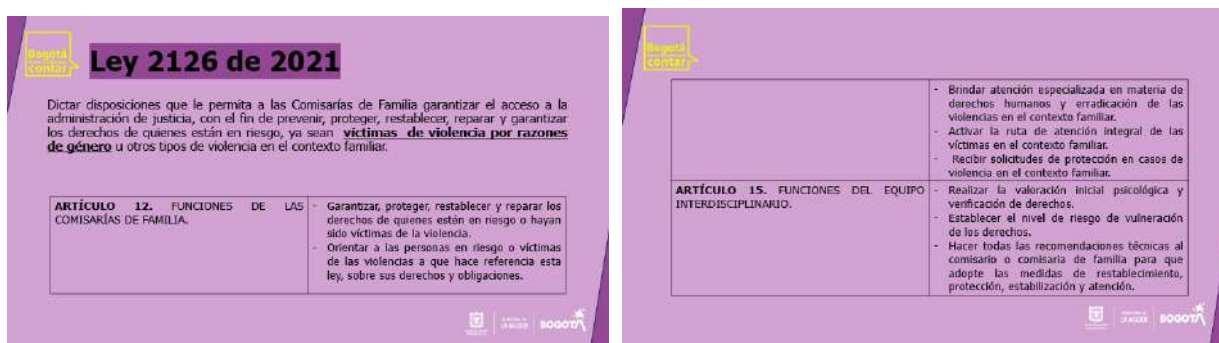 Bogotá
contar
Ley 2126 de 2021
Dictar disposiciones que le permita a las Comisarías de Familia garantizar el acceso a la
administración de justicia, con el fin de prevenir, proteger, restablecer, reparar y garantizar
los derechos de quienes están en riesgo, ya sean víctimas de violencia por razones
de género u otros tipos de violencia en el contexto familiar.
ARTÍCULO 12. FUNCIONES DE LAS
COMISARÍAS DE FAMILIA.
- Garantizar, proteger, restablecer y reparar los
derechos de quienes estén en riesgo o hayan
sido víctimas de la violencia.
- Orientar a las personas en riesgo o víctimas
de las violencias a que hace referencia esta
ley, sobre sus derechos y obligaciones.
LA MUJER
BOGOTÁ
Bogotá
contar
- Brindar atención especializada en materia de
derechos humanos y erradicación de las
violencias en el contexto familiar.
- Activar la ruta de atención integral de las
víctimas en el contexto familiar.
- Recibir solicitudes de protección en casos de
violencia en el contexto familiar.
ARTÍCULO 15. FUNCIONES DEL EQUIPO
INTERDISCIPLINARIO.
- Realizar la valoración inicial psicológica y
verificación de derechos.
- Establecer el nivel de riesgo de vulneración
de los derechos.
- Hacer todas las recomendaciones técnicas al
comisario o comisaria de familia para que
adopte las medidas de restablecimiento,
protección, estabilización y atención.
LA MUJER
BOGOTÁ